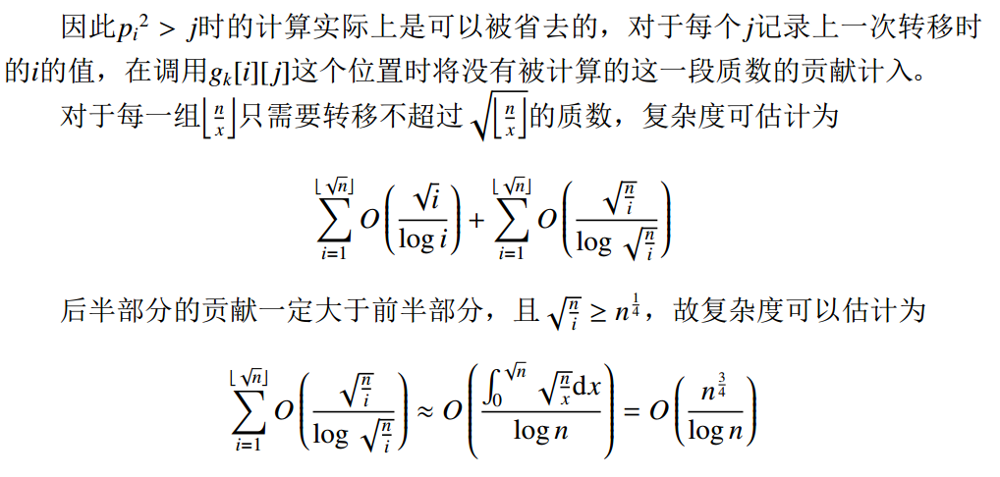 因此$p_i^2 > j$时的计算实际上是可以被省去的，对于每个$j$记录上一次转移时
的$i$的值，在调用$g_k[i][j]$这个位置时将没有被计算的这一段质数的贡献计入。
对于每一组$\left\lfloor \frac{n}{x} \right\rfloor$只需要转移不超过$\sqrt{\left\lfloor \frac{n}{x} \right\rfloor}$的质数，复杂度可估计为
$\sum_{i=1}^{\lfloor \sqrt{n} \rfloor} O\left(\frac{\sqrt{i}}{\log i}\right) + \sum_{i=1}^{\lfloor \sqrt{n} \rfloor} O\left(\frac{\sqrt{\frac{n}{i}}}{\log \sqrt{\frac{n}{i}}}\right)$
后半部分的贡献一定大于前半部分，且$\sqrt{\frac{n}{i}} \geq n^{\frac{1}{4}}$，故复杂度可以估计为
$\sum_{i=1}^{\lfloor \sqrt{n} \rfloor} O\left(\frac{\sqrt{\frac{n}{i}}}{\log \sqrt{\frac{n}{i}}}\right) \approx O\left(\frac{\int_0^{\sqrt{n}} \sqrt{\frac{n}{x}} \mathrm{d}x}{\log n}\right) = O\left(\frac{n^{\frac{3}{4}}}{\log n}\right)$